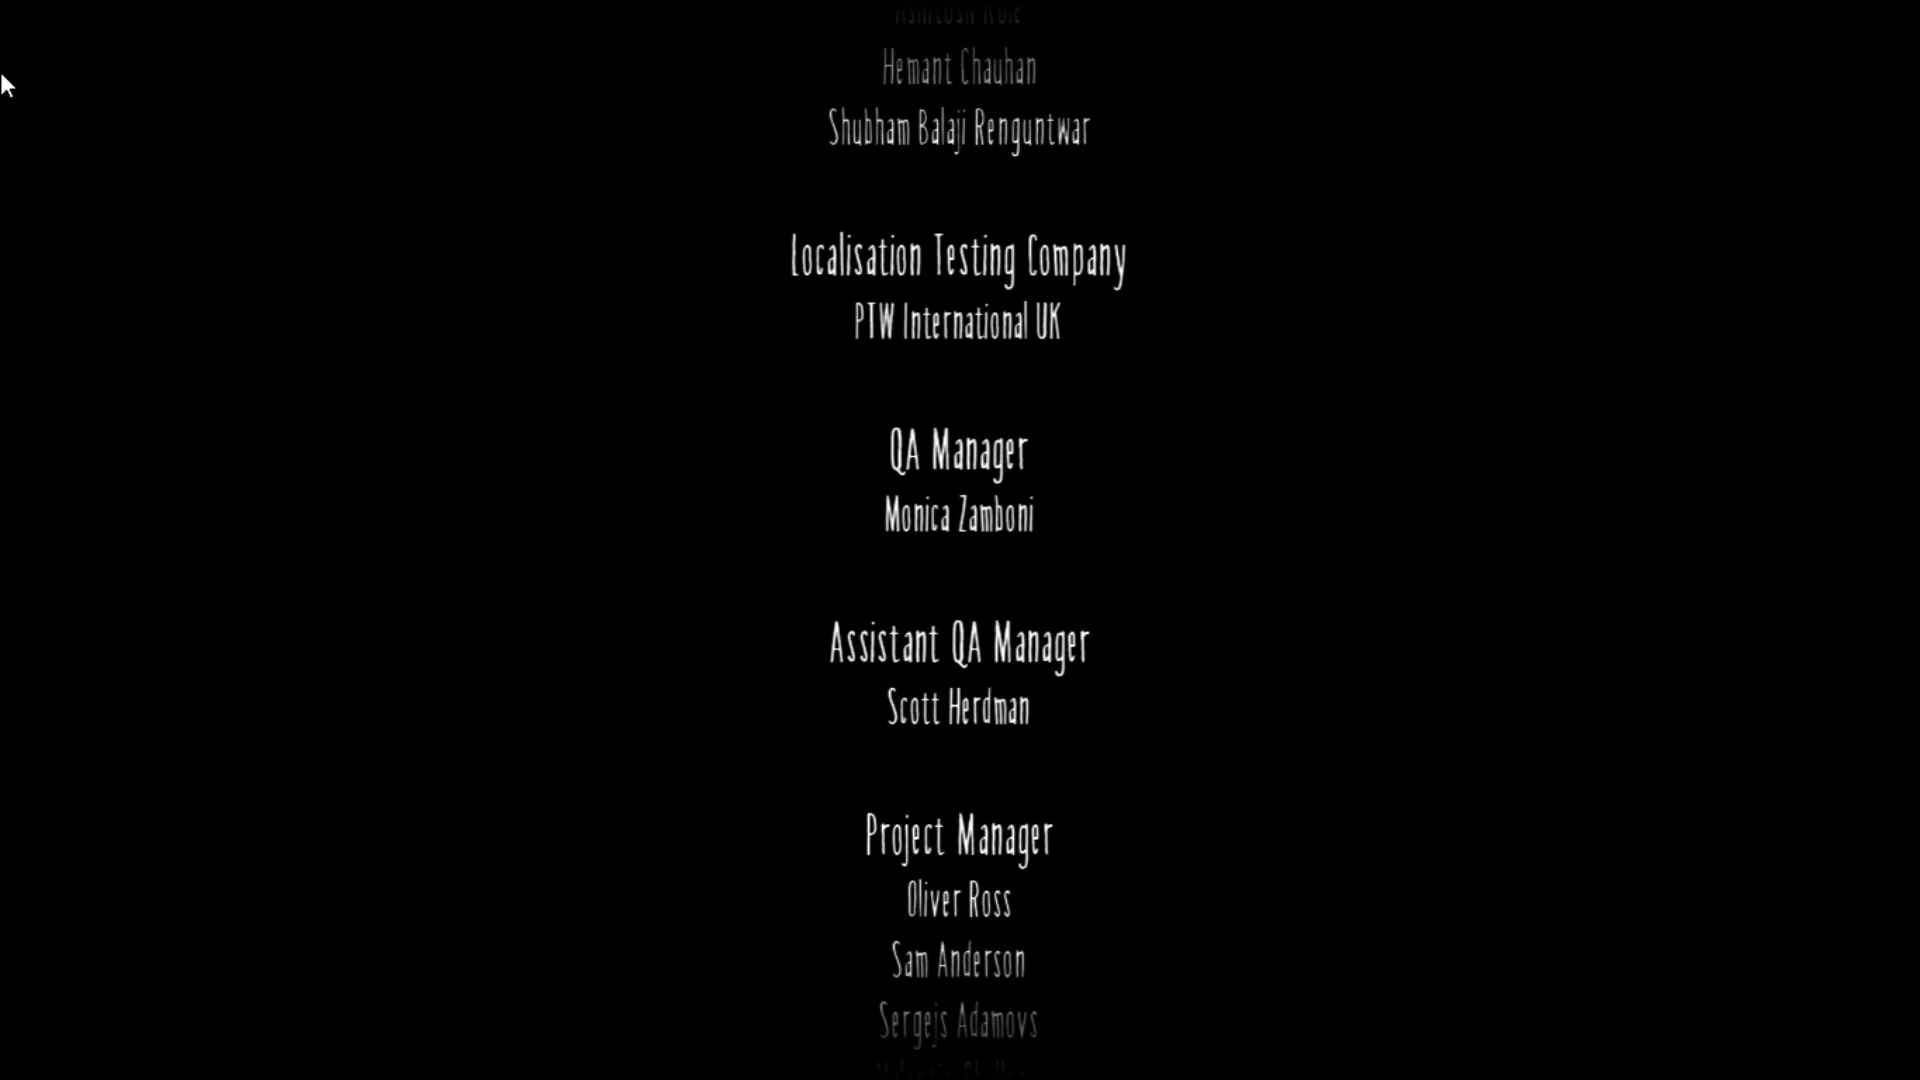 Hemant Chauhan
Shubham Balaji Renguntwar
Localisation Testing Company
PTW International UK
QA Manager
Monica Zamboni
Assistant QA Manager
Scott Herdman
Project Manager
Oliver Ross
Sam Anderson
Sergejs Adamovs